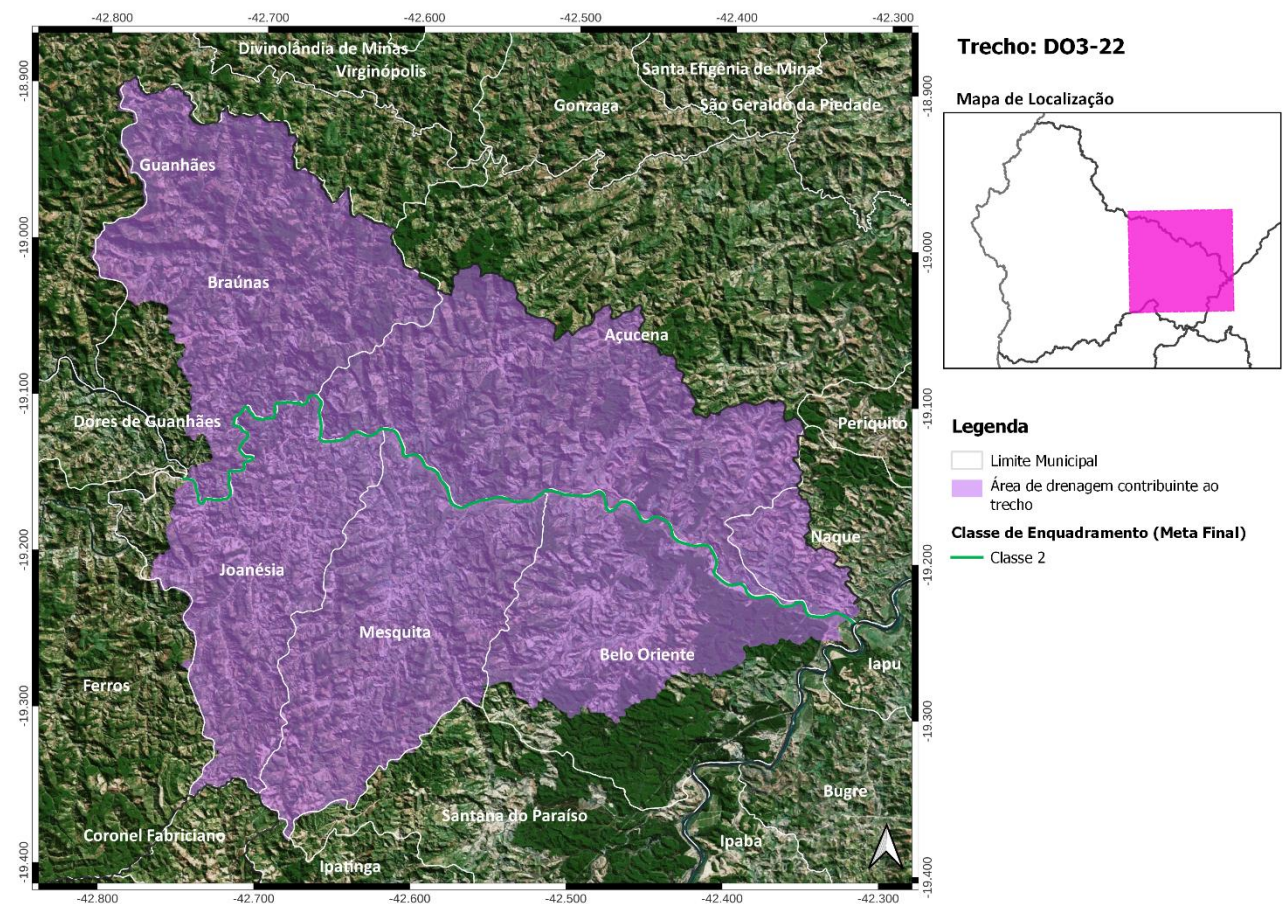 -42.800
-42.700
-42.600
-42.500
-42.400
-42.300
Trecho: DO3-22
Mapa de Localização
Divinolândia de Minas
Virginópolis
Santa Efigênia de Minas
Gonzaga
São Geraldo da Piedade
-18.900
-18.900
Guanhães
-19.000
-19.000
Braúnas
Açucena
-19.100
-19.100
Dores de Guanhães
Periquito
Legenda
Limite Municipal
Área de drenagem contribuinte ao
trecho
Classe de Enquadramento (Meta Final)
Classe 2
Naque
-19.200
-19.200
Joanésia
Mesquita
Belo Oriente
Iapu
Ferros
-19.300
-19.300
Bugre
Santana do Paraíso
Coronel Fabriciano
Ipaba
Ipatinga
-19.400
-19.400
-42.800
-42.700
-42.600
-42.500
-42.400
-42.300